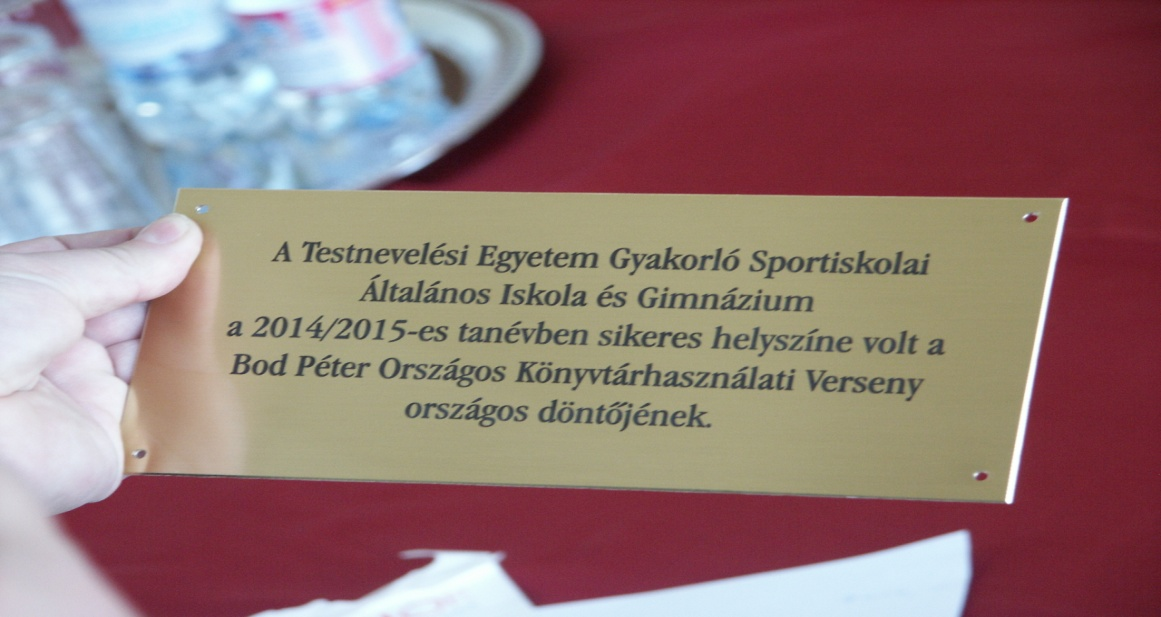 A Testnevelési Egyetem Gyakorló Sportiskolai
Általános Iskola és Gimnázium
a 2014/2015-es tanévben sikeres helyszíne volt a
Bod Péter Országos Könyvtárhasználati Verseny
országos döntőjének.